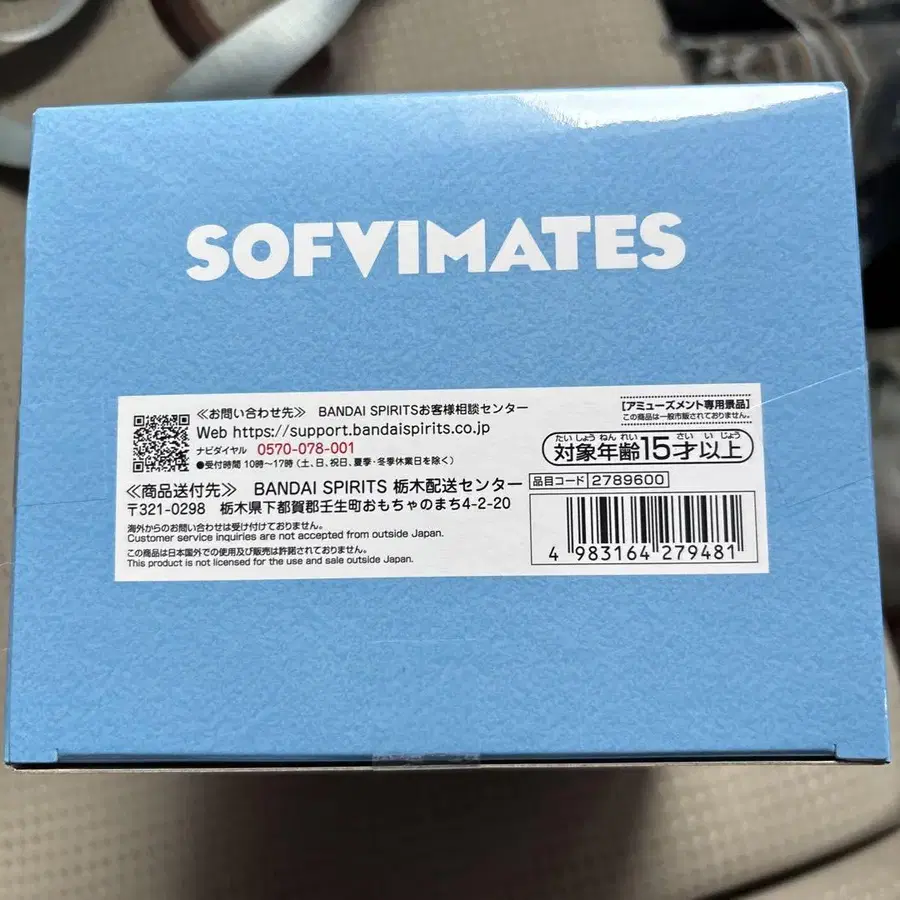 SOFVIMATES
≪お問い合わせ先≫ BANDAI SPIRITSお客様相談センター
Web https://support.bandaispirits.co.jp
ナビダイヤル 0570-078-001
●受付時間 10時〜17時(土、日、祝日、夏季・冬季休業日を除く)
≪商品送付先≫ BANDAI SPIRITS 栃木配送センター
〒321-0298 栃木県下都賀郡壬生町おもちゃのまち4-2-20
海外からのお問い合わせは受け付けておりません。
Customer service inquiries are not accepted from outside Japan.
この商品は日本国外での使用及び販売は許諾されておりません。
This product is not licensed for the use and sale outside Japan.
【アミューズメント専用景品】
この商品は一般市販されておりません。
たいしょうねんれい さい いじょう
対象年齢15才以上
品目コード 2789600
4 983164 279481